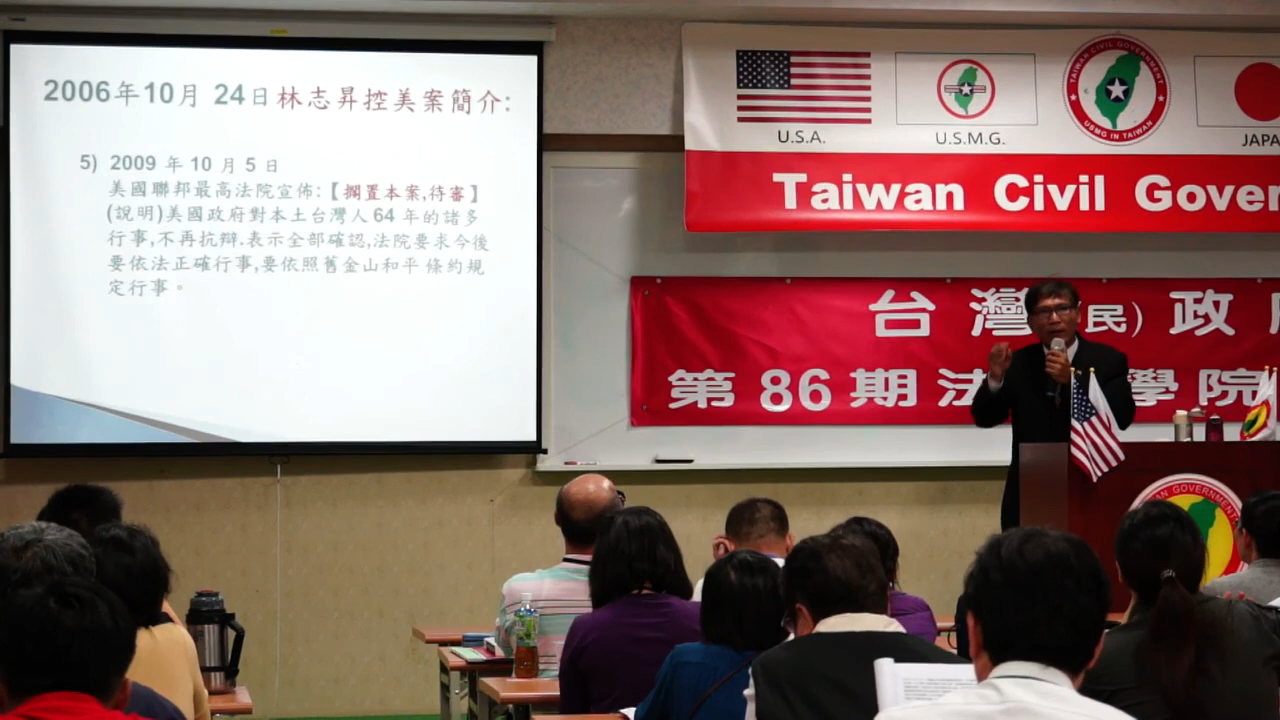 2006年10月 24日林志昇控美案簡介:
5) 2009 年 10 月 5 日
美國聯邦最高法院宣佈:【擱置本案,待審】
(說明)美國政府對本土台灣人 64 年的諸多
行事,不再抗辯.表示全部確認,法院要求今後
要依法正確行事,要依照舊金山和平 條約規
定行事。
U.S.A.
U.S.M.G.
TAIWAN CIVIL GOVERNMENT
USMG IN TAIWAN
JAPA
Taiwan Civil Gover
台 灣 民) 政
第 86 期 法 學 院
AN GOVERNMENT